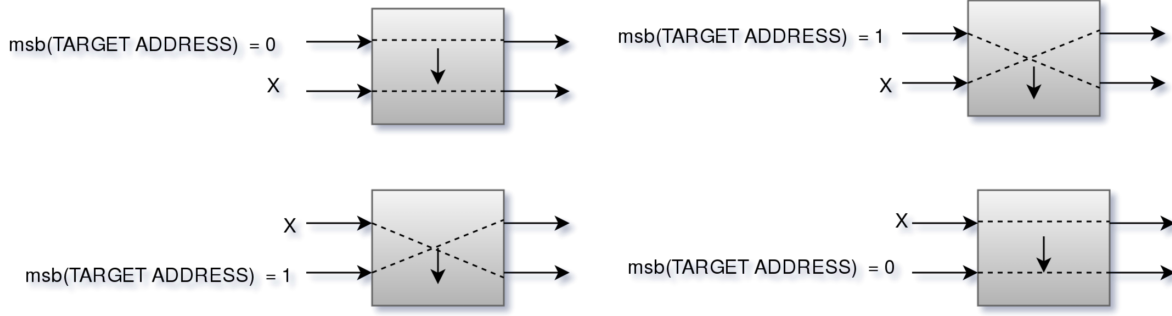 msb(TARGET ADDRESS) = 0
X
msb(TARGET ADDRESS) = 1
X
X
msb(TARGET ADDRESS) = 1
X
msb(TARGET ADDRESS) = 0